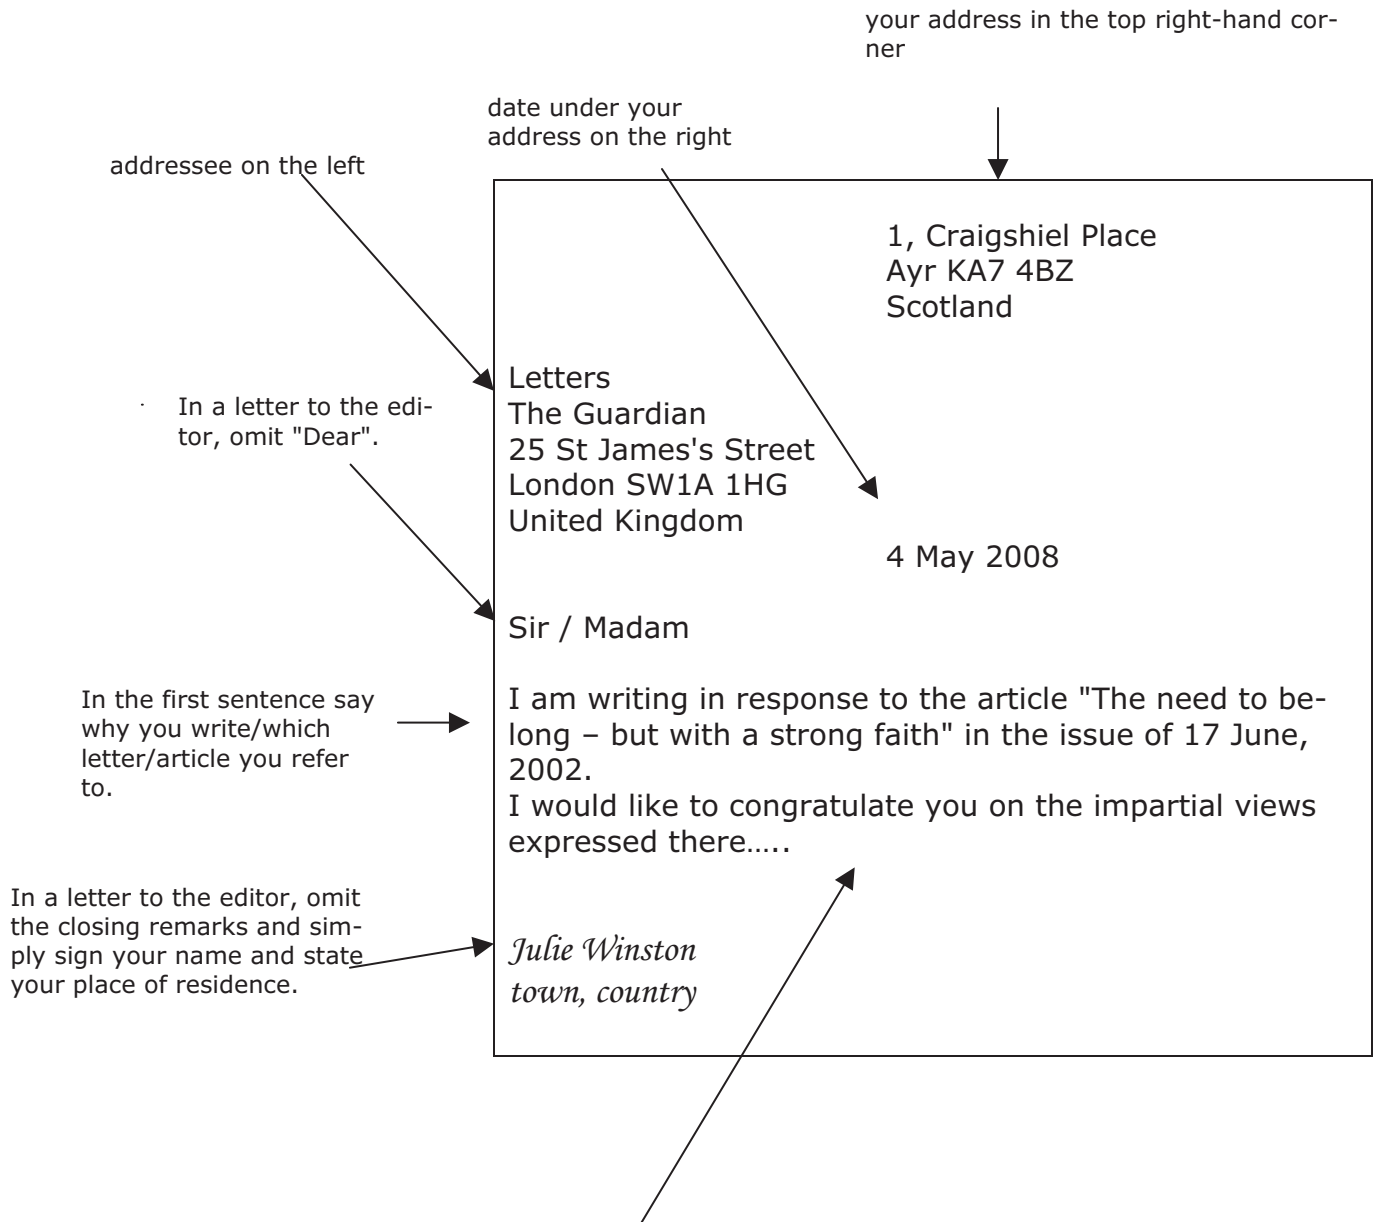 your address in the top right-hand cor-
ner
date under your
address on the right
addressee on the left
1, Craigshiel Place
Ayr KA7 4BZ
Scotland
Letters
The Guardian
25 St James's Street
London SW1A 1HG
United Kingdom
· In a letter to the edi-
tor, omit "Dear".
4 May 2008
Sir / Madam
In the first sentence say
why you write/which
letter/article you refer
to.
I am writing in response to the article "The need to be-
long – but with a strong faith" in the issue of 17 June,
2002.
I would like to congratulate you on the impartial views
expressed there…..
In a letter to the editor, omit
the closing remarks and sim-
ply sign your name and state
your place of residence.
Julie Winston
town, country